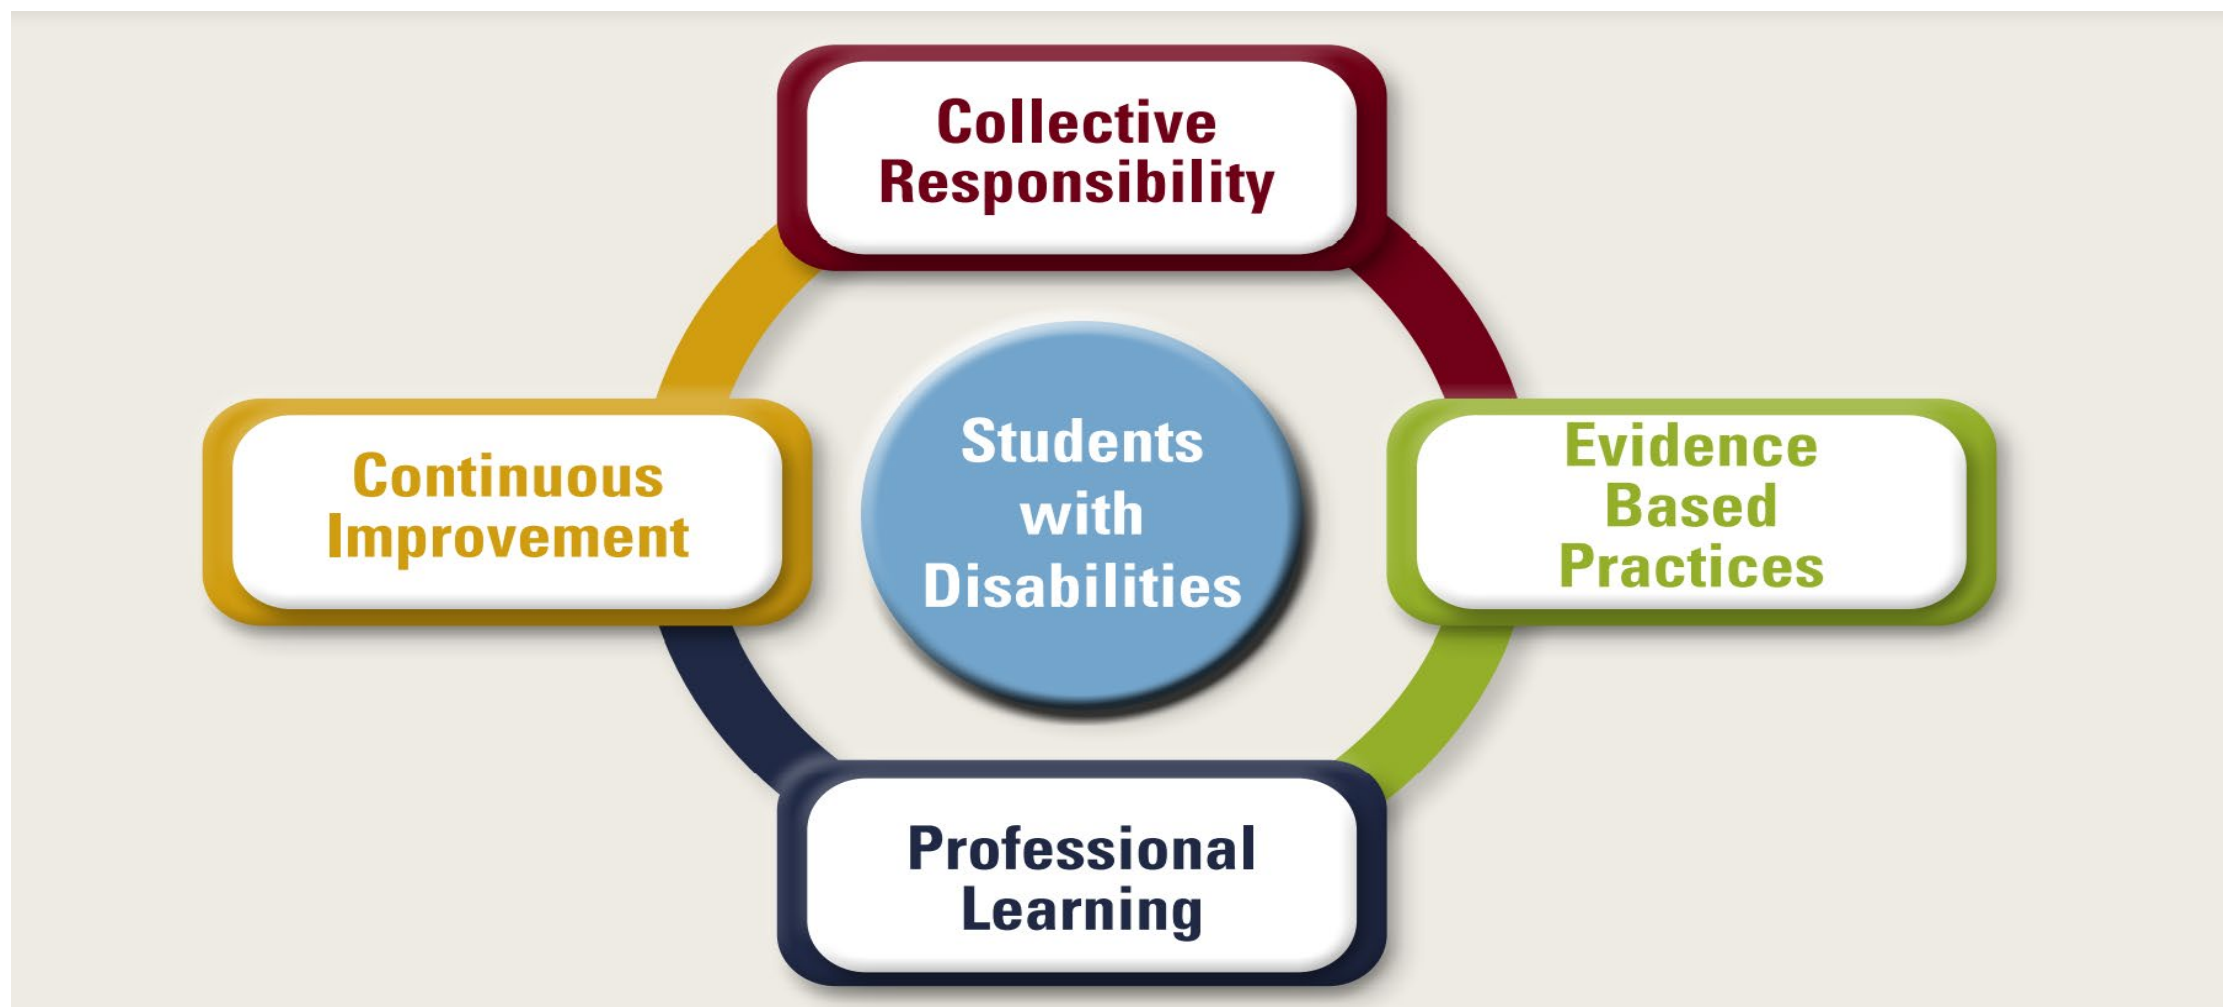 Collective
Responsibility
Continuous
Improvement
Students
with
Disabilities
Evidence
Based
Practices
Professional
Learning